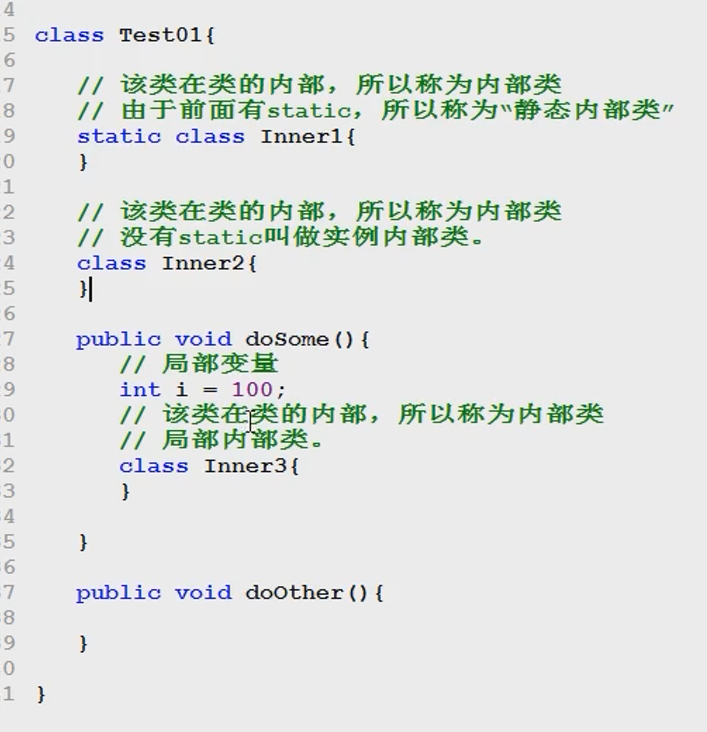 4
5 class Test01{
6
7 // 该类在类的内部，所以称为内部类
8 // 由于前面有static，所以称为“静态内部类”
9 static class Inner1{
0 }
1
2 // 该类在类的内部，所以称为内部类
3 // 没有static叫做实例内部类。
4 class Inner2{
5 }
6
7 public void doSome(){
8 // 局部变量
9 int i = 100;
0 // 该类在类的内部，所以称为内部类
1 // 局部内部类。
2 class Inner3{
3 }
4
5 }
6
7 public void doOther(){
8
9 }
0
1 }